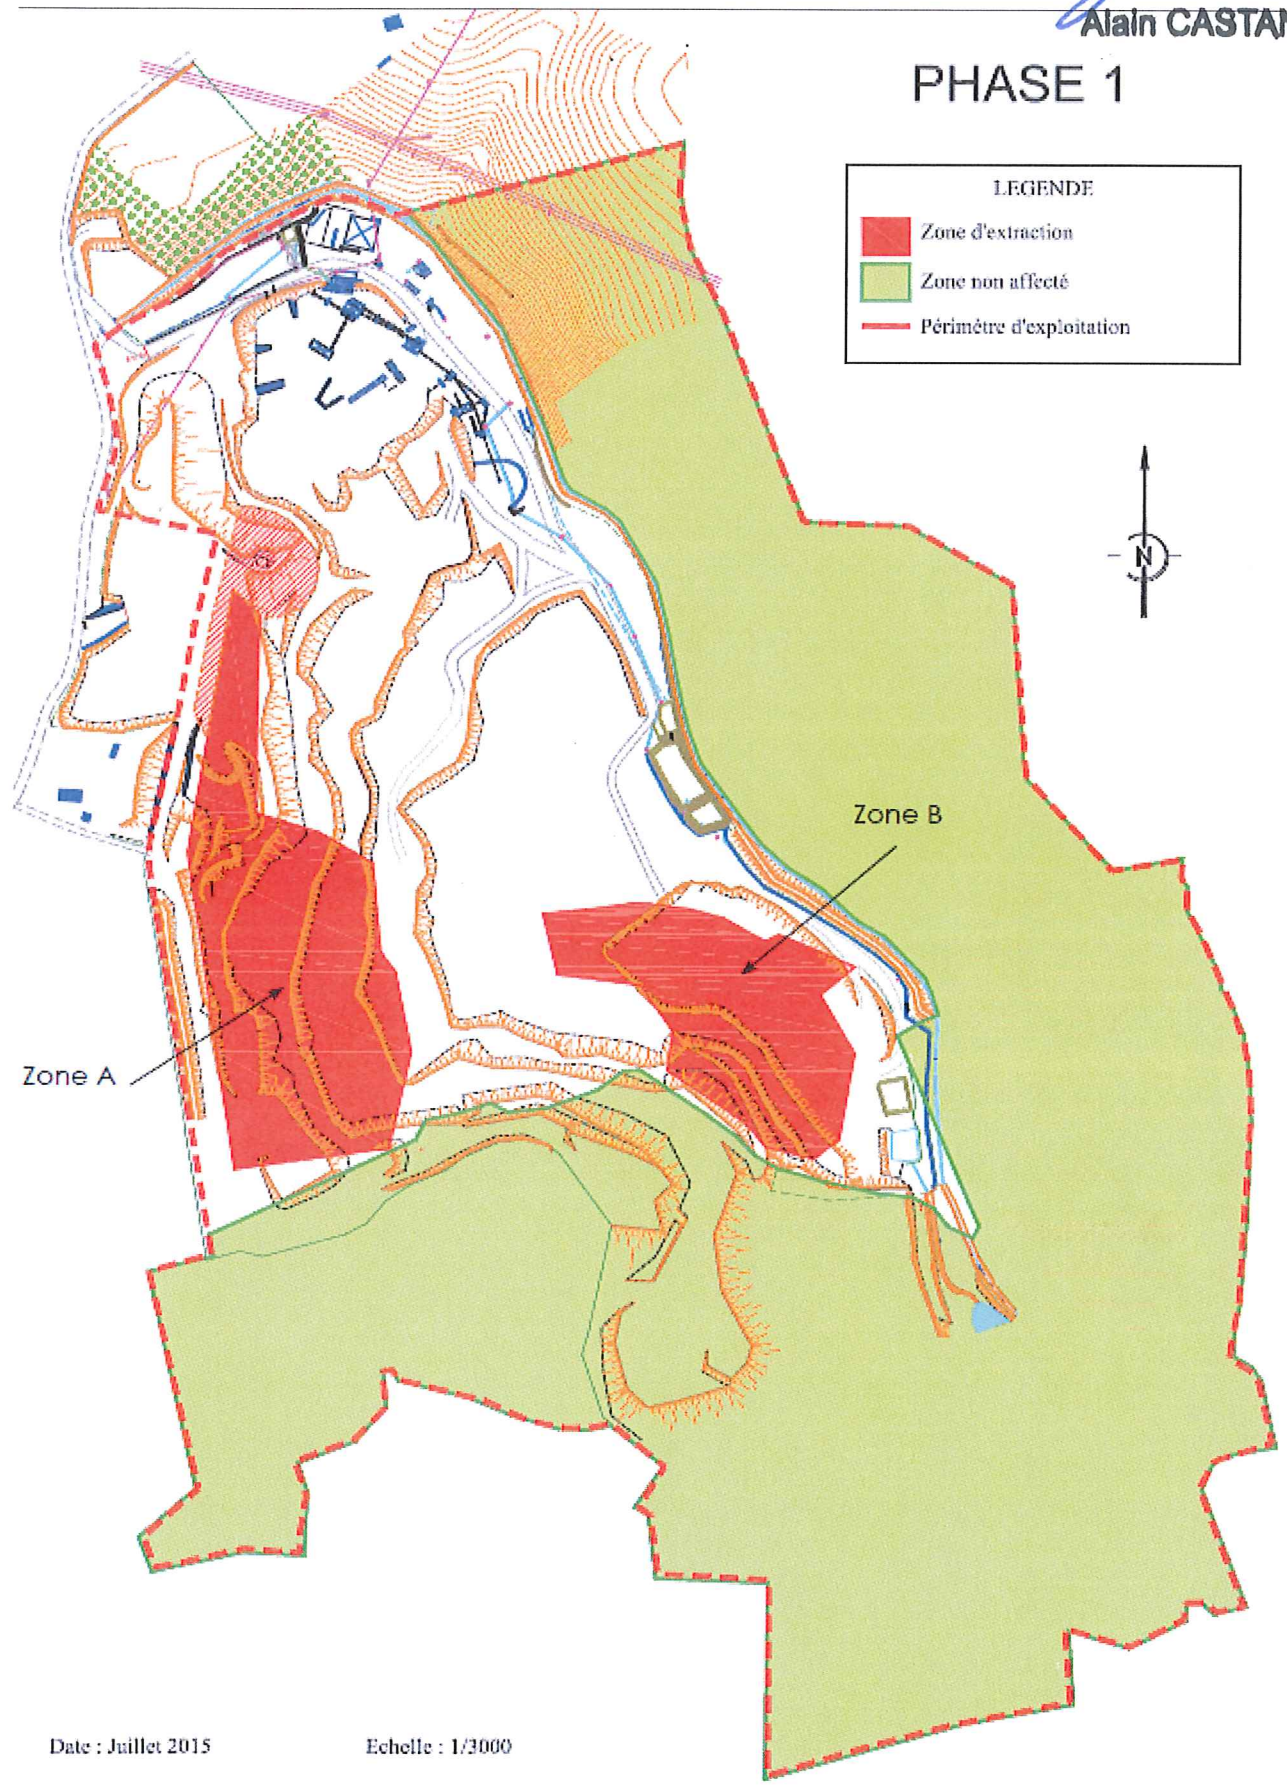 Alain CASTAN
PHASE 1
LEGENDE
Zone d'extraction
Zone non affecté
Périmètre d'exploitation
N
Zone B
Zone A
Date : Juillet 2015
Echelle : 1/3000